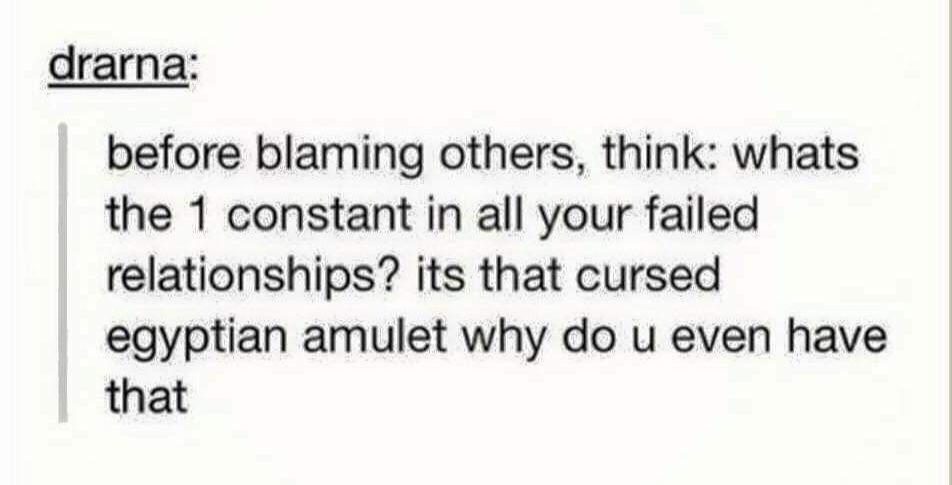 drarna:
before blaming others, think: whats
the 1 constant in all your failed
relationships? its that cursed
egyptian amulet why do u even have
that